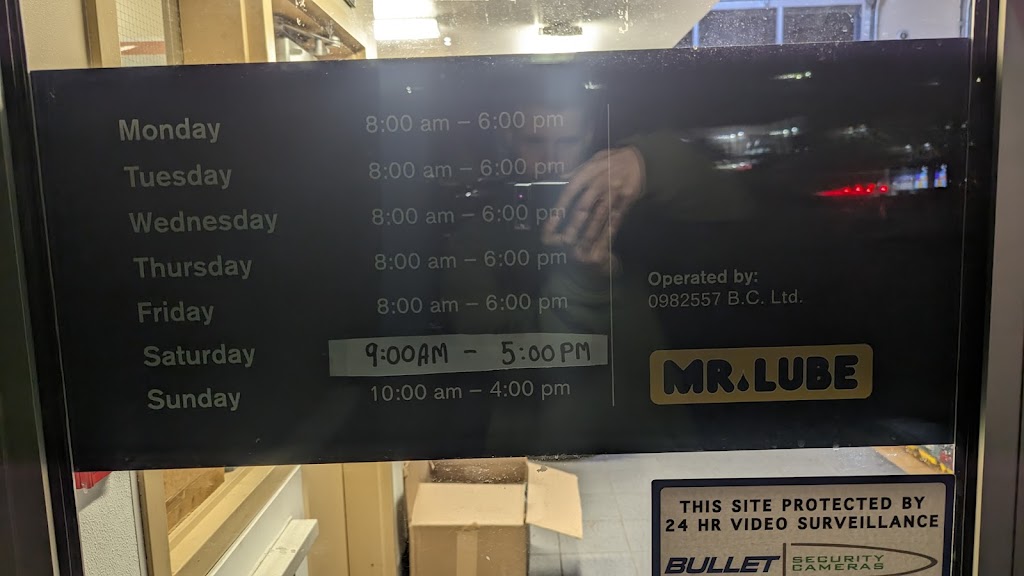 Monday 8:00 am – 6:00 pm
Tuesday 8:00 am – 6:00 pm
Wednesday 8:00 am – 6:00 pm
Thursday 8:00 am – 6:00 pm
Friday 8:00 am – 6:00 pm
Saturday 9:00AM - 5:00PM
Sunday 10:00 am – 4:00 pm
Operated by:
0982557 B.C. Ltd.
MR.LUBE
THIS SITE PROTECTED BY
24 HR VIDEO SURVEILLANCE
BULLET SECURITY CAMERAS